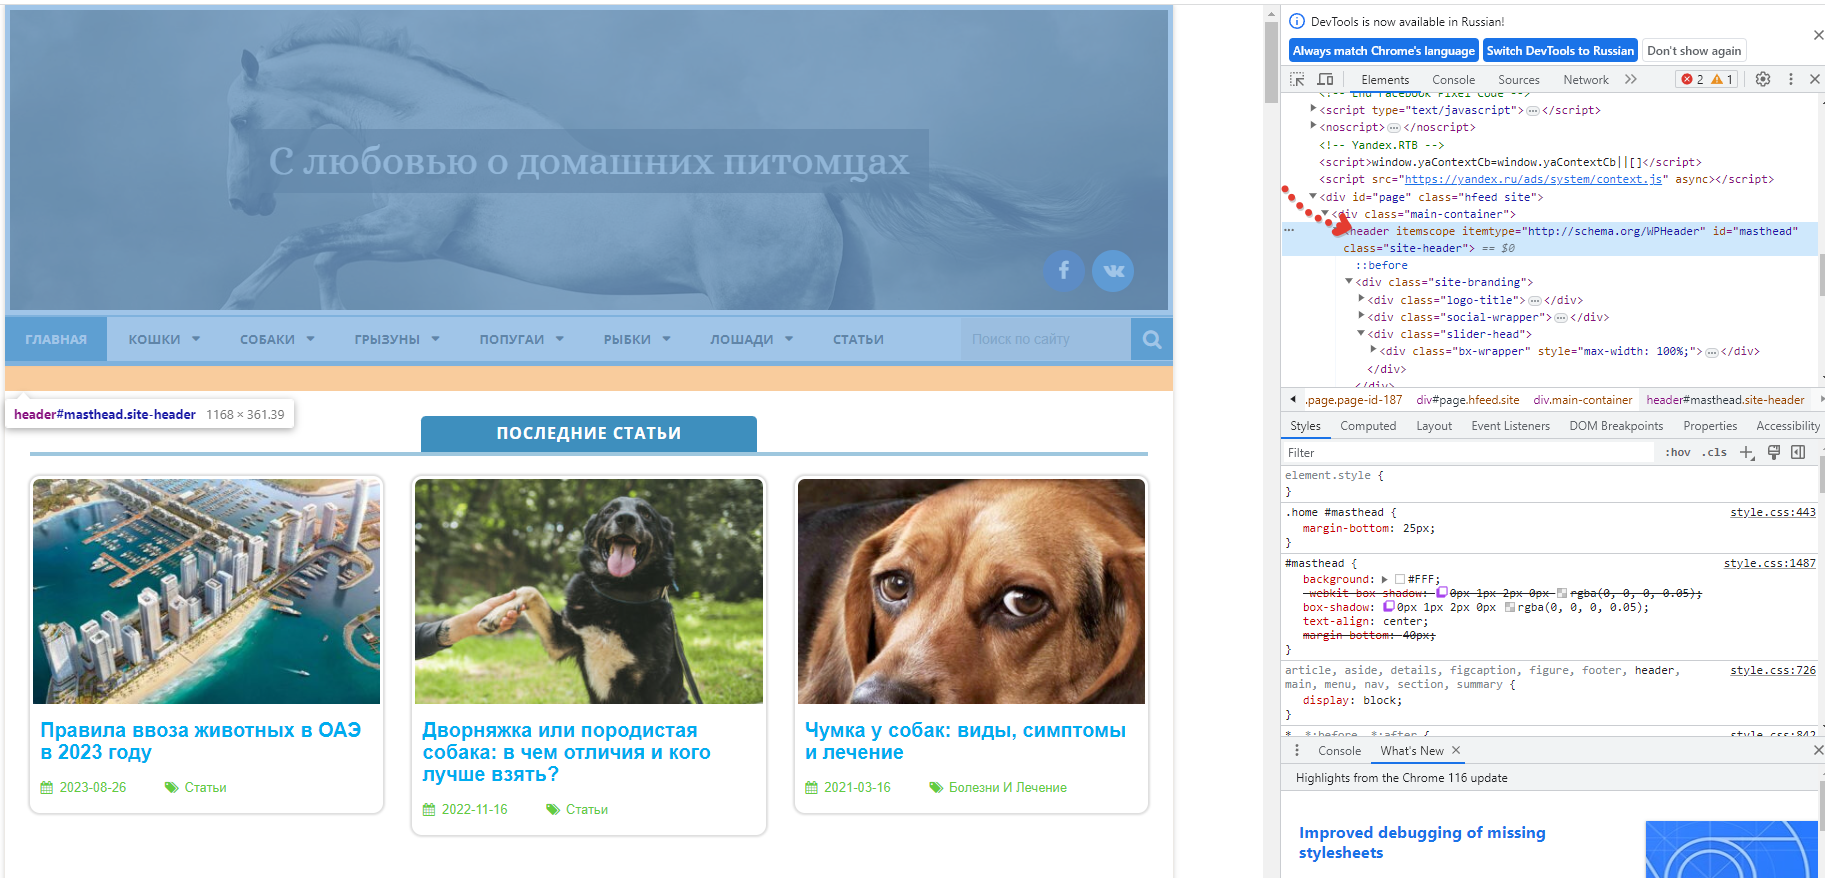 С любовью о домашних питомцах
ГЛАВНАЯ КОШКИ СОБАКИ ГРЫЗУНЫ ПОПУГАИ РЫБКИ ЛОШАДИ СТАТЬИ Поиск по сайту
header#masthead.site-header 1168 × 361.39
ПОСЛЕДНИЕ СТАТЬИ
Правила ввоза животных в ОАЭ
в 2023 году
2023-08-26 Статьи
Дворняжка или породистая
собака: в чем отличия и кого
лучше взять?
2022-11-16 Статьи
Чумка у собак: виды, симптомы
и лечение
2021-03-16 Болезни И Лечение
DevTools is now available in Russian!
Always match Chrome's language Switch DevTools to Russian Don't show again
Elements Console Sources Network 2 1
<!-- End Facebook Pixel Code -->
<script type="text/javascript"> … </script>
<noscript> … </noscript>
<!-- Yandex.RTB -->
<script>window.yaContextCb=window.yaContextCb||[]</script>
<script src="https://yandex.ru/ads/system/context.js" async></script>
<div id="page" class="hfeed site">
<div class="main-container">
<header itemscope itemtype="http://schema.org/WPHeader" id="masthead"
class="site-header"> == $0
::before
<div class="site-branding">
<div class="logo-title"> … </div>
<div class="social-wrapper"> … </div>
<div class="slider-head">
<div class="bx-wrapper" style="max-width: 100%;"> … </div>
</div>
</div>
.page.page-id-187 div#page.hfeed.site div.main-container header#masthead.site-header
Styles Computed Layout Event Listeners DOM Breakpoints Properties Accessibility
Filter :hov .cls
element.style {
}
.home #masthead { style.css:443
margin-bottom: 25px;
}
#masthead { style.css:1487
background: #FFF;
-webkit-box-shadow: 0px 1px 2px 0px rgba(0, 0, 0, 0.05);
box-shadow: 0px 1px 2px 0px rgba(0, 0, 0, 0.05);
text-align: center;
margin-bottom: 40px;
}
article, aside, details, figcaption, figure, footer, header, style.css:726
main, menu, nav, section, summary {
display: block;
}
*, *:before, *:after { style.css:842
Console What's New
Highlights from the Chrome 116 update
Improved debugging of missing
stylesheets